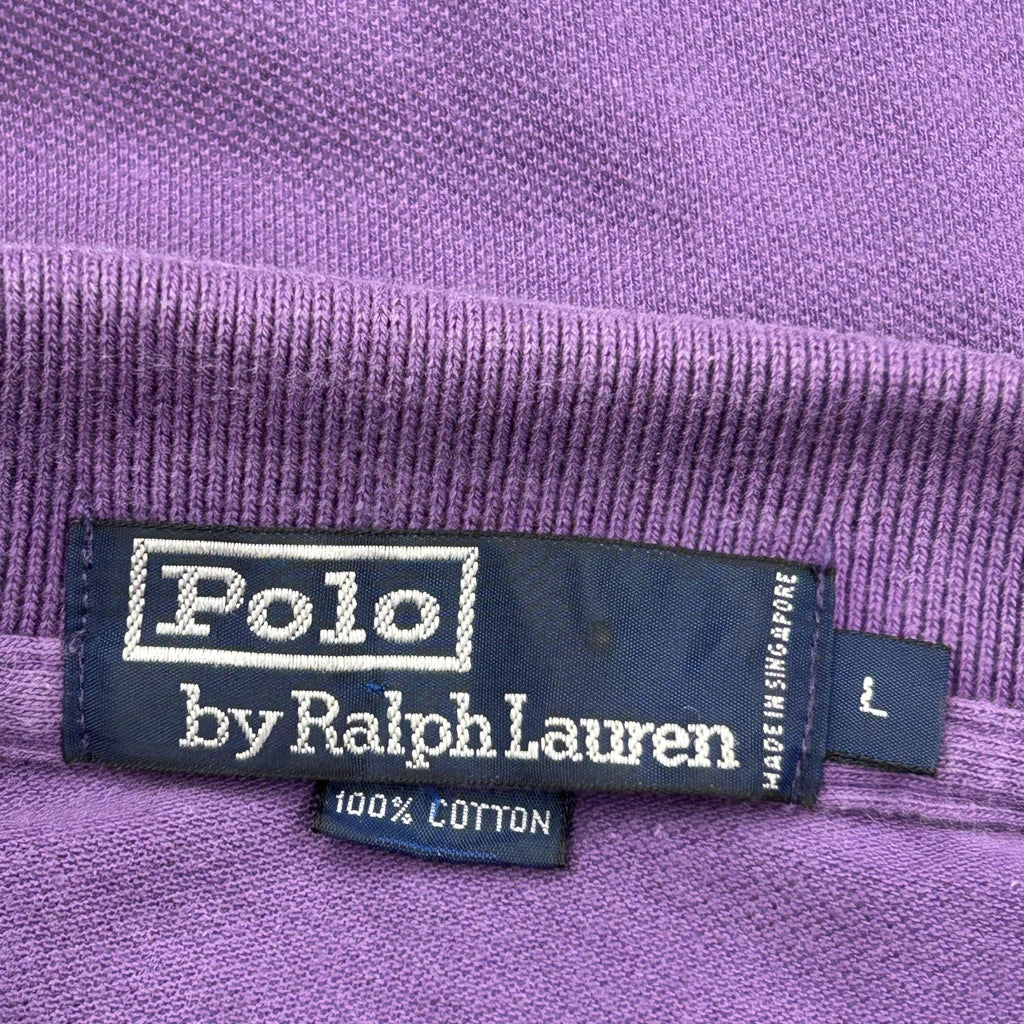 Polo
by Ralph Lauren
MADE IN SINGAPORE
L
100% COTTON